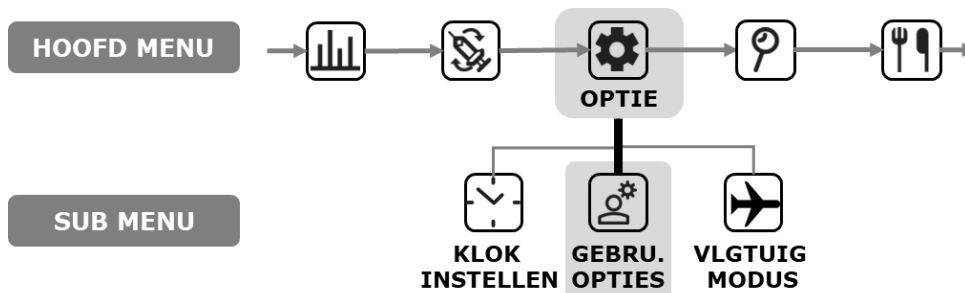 HOOFD MENU
OPTIE
SUB MENU
KLOK
INSTELLEN
GEBRU.
OPTIES
VLGTUIG
MODUS